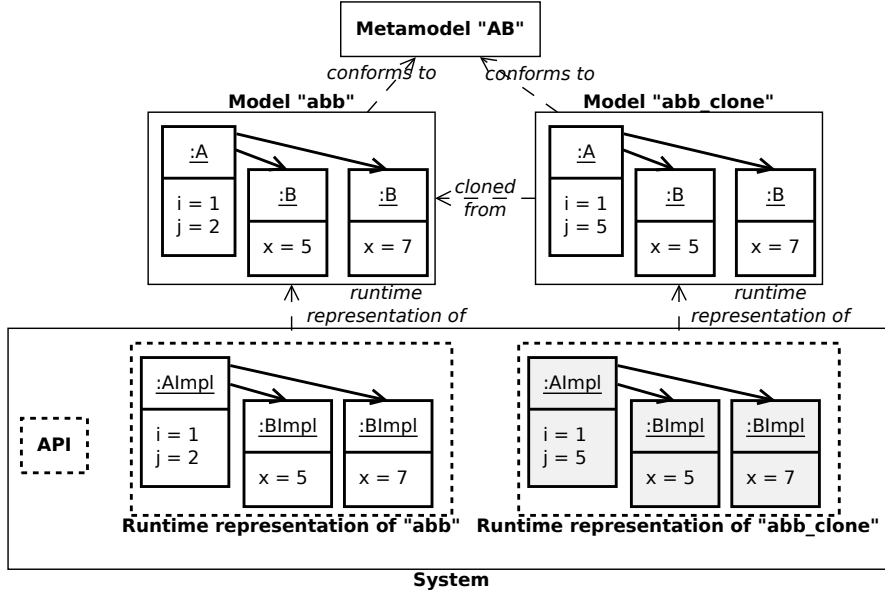 Metamodel "AB"
conforms to
conforms to
Model "abb"
Model "abb_clone"
:A
i = 1
j = 2
:B
x = 5
:B
x = 7
cloned
from
:A
i = 1
j = 5
:B
x = 5
:B
x = 7
runtime
representation of
runtime
representation of
API
:AImpl
i = 1
j = 2
:BImpl
x = 5
:BImpl
x = 7
Runtime representation of "abb"
:AImpl
i = 1
j = 5
:BImpl
x = 5
:BImpl
x = 7
Runtime representation of "abb_clone"
System